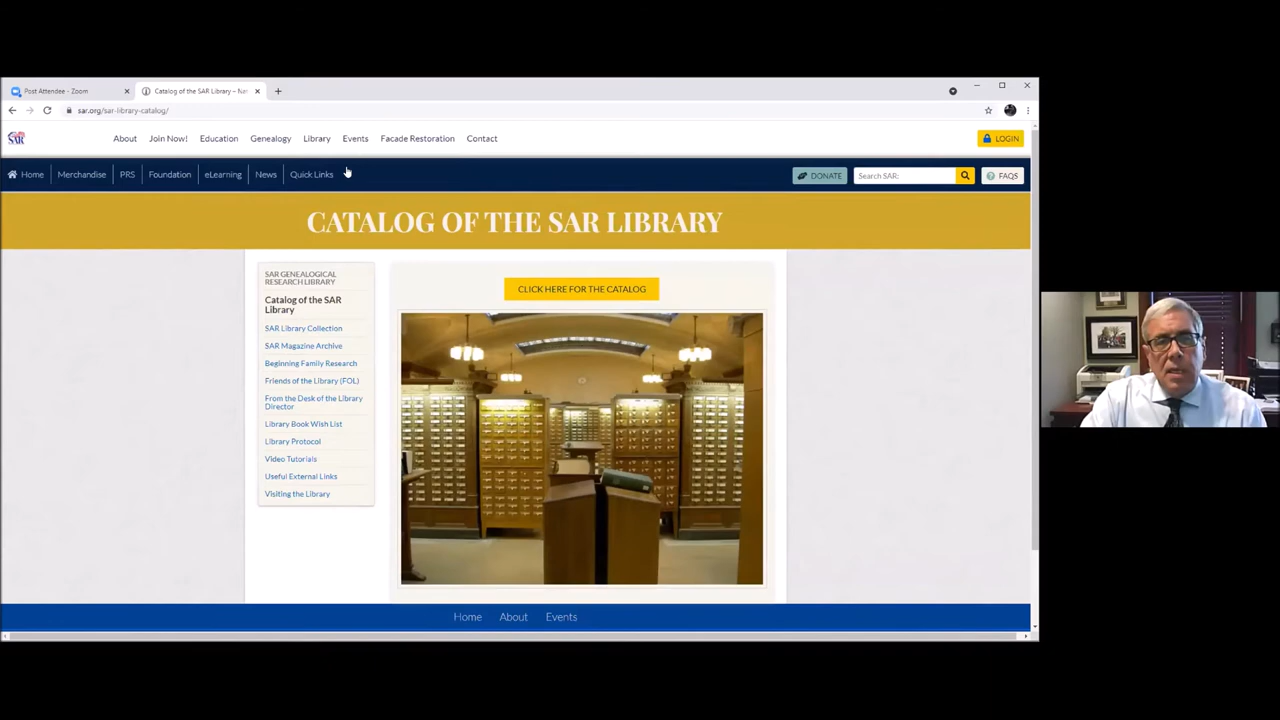 Post Attendee - Zoom
Catalog of the SAR Library – Na
sar.org/sar-library-catalog/
SAR
About
Join Now!
Education
Genealogy
Library
Events
Facade Restoration
Contact
LOGIN
Home
Merchandise
PRS
Foundation
eLearning
News
Quick Links
DONATE
Search SAR:
FAQS
CATALOG OF THE SAR LIBRARY
SAR GENEALOGICAL
RESEARCH LIBRARY
Catalog of the SAR
Library
SAR Library Collection
SAR Magazine Archive
Beginning Family Research
Friends of the Library (FOL)
From the Desk of the Library
Director
Library Book Wish List
Library Protocol
Video Tutorials
Useful External Links
Visiting the Library
CLICK HERE FOR THE CATALOG
Home
About
Events